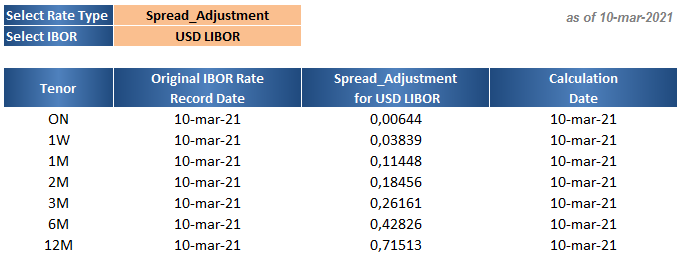 Select Rate Type Spread_Adjustment as of 10-mar-2021
Select IBOR USD LIBOR
Tenor Original IBOR Rate Record Date Spread_Adjustment for USD LIBOR Calculation Date
ON 10-mar-21 0,00644 10-mar-21
1W 10-mar-21 0,03839 10-mar-21
1M 10-mar-21 0,11448 10-mar-21
2M 10-mar-21 0,18456 10-mar-21
3M 10-mar-21 0,26161 10-mar-21
6M 10-mar-21 0,42826 10-mar-21
12M 10-mar-21 0,71513 10-mar-21